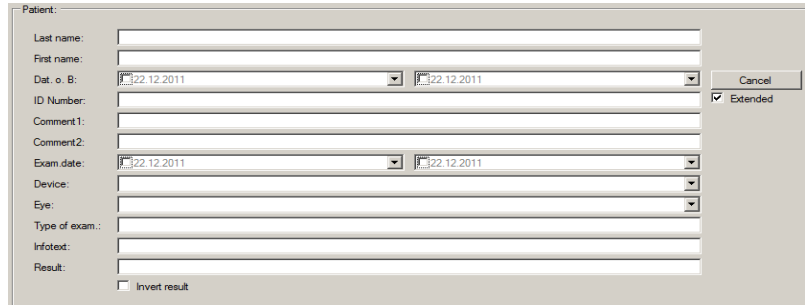 Patient:
Last name:
First name:
Dat. o. B: 22.12.2011 22.12.2011 Cancel
ID Number: Extended
Comment1:
Comment2:
Exam.date: 22.12.2011 22.12.2011
Device:
Eye:
Type of exam.:
Infotext:
Result:
Invert result